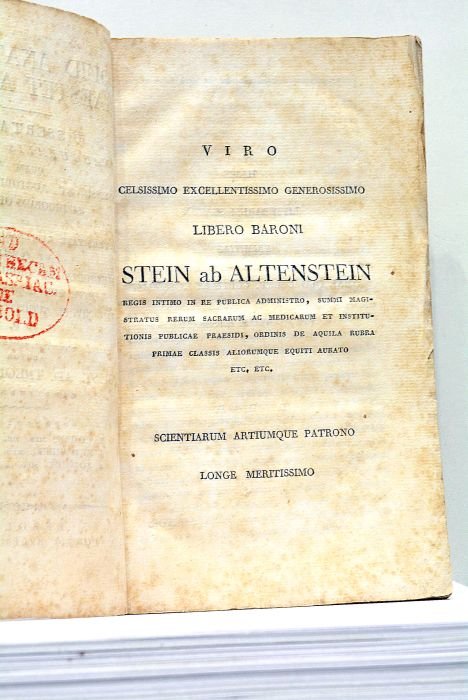 V I R O
CELSISSIMO EXCELLENTISSIMO GENEROSISSIMO
LIBERO BARONI
STEIN ab ALTENSTEIN
REGIS INTIMO IN RE PUBLICA ADMINISTRO, SUMMI MAGI-
STRATUS RERUM SACRARUM AC MEDICARUM ET INSTITU-
TIONIS PUBLICAE PRAESIDI, ORDINIS DE AQUILA RUBRA
PRIMAE CLASSIS ALIORUMQUE EQUITI AURATO
ETC. ETC.
SCIENTIARUM ARTIUMQUE PATRONO
LONGE MERITISSIMO